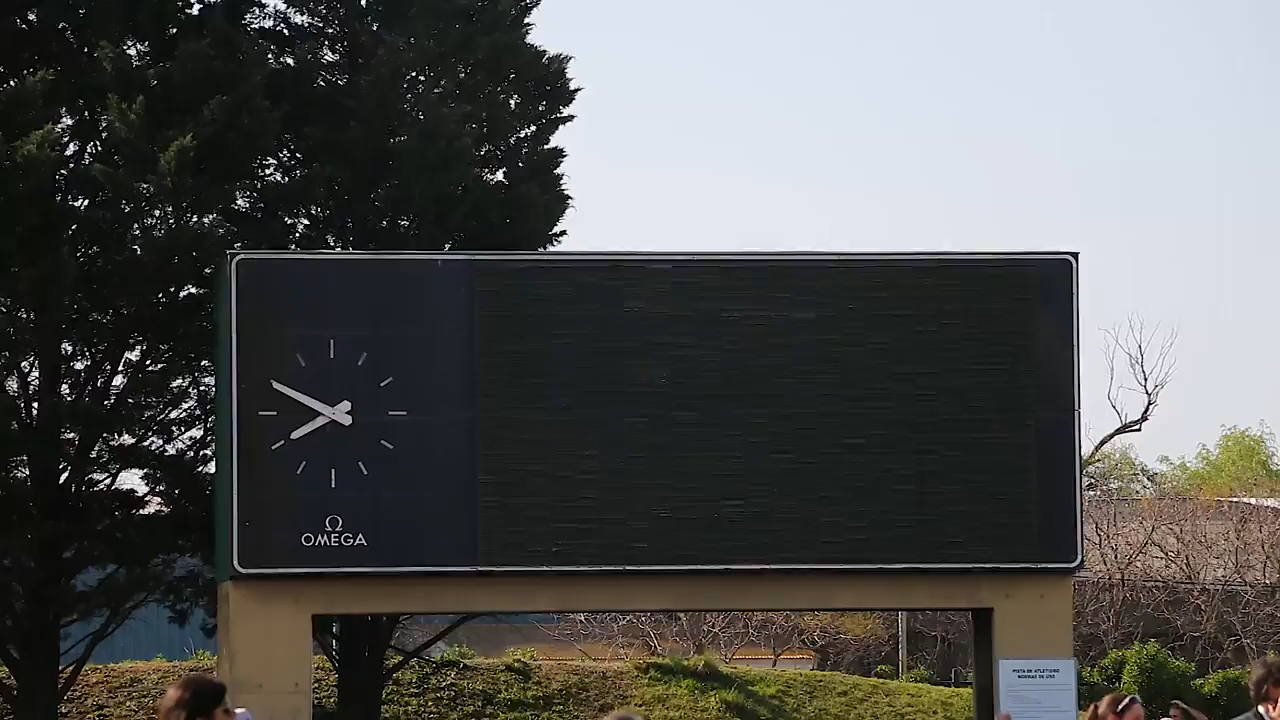 Ω
OMEGA
PISTA DE ATLETISMO
NORMAS DE USO